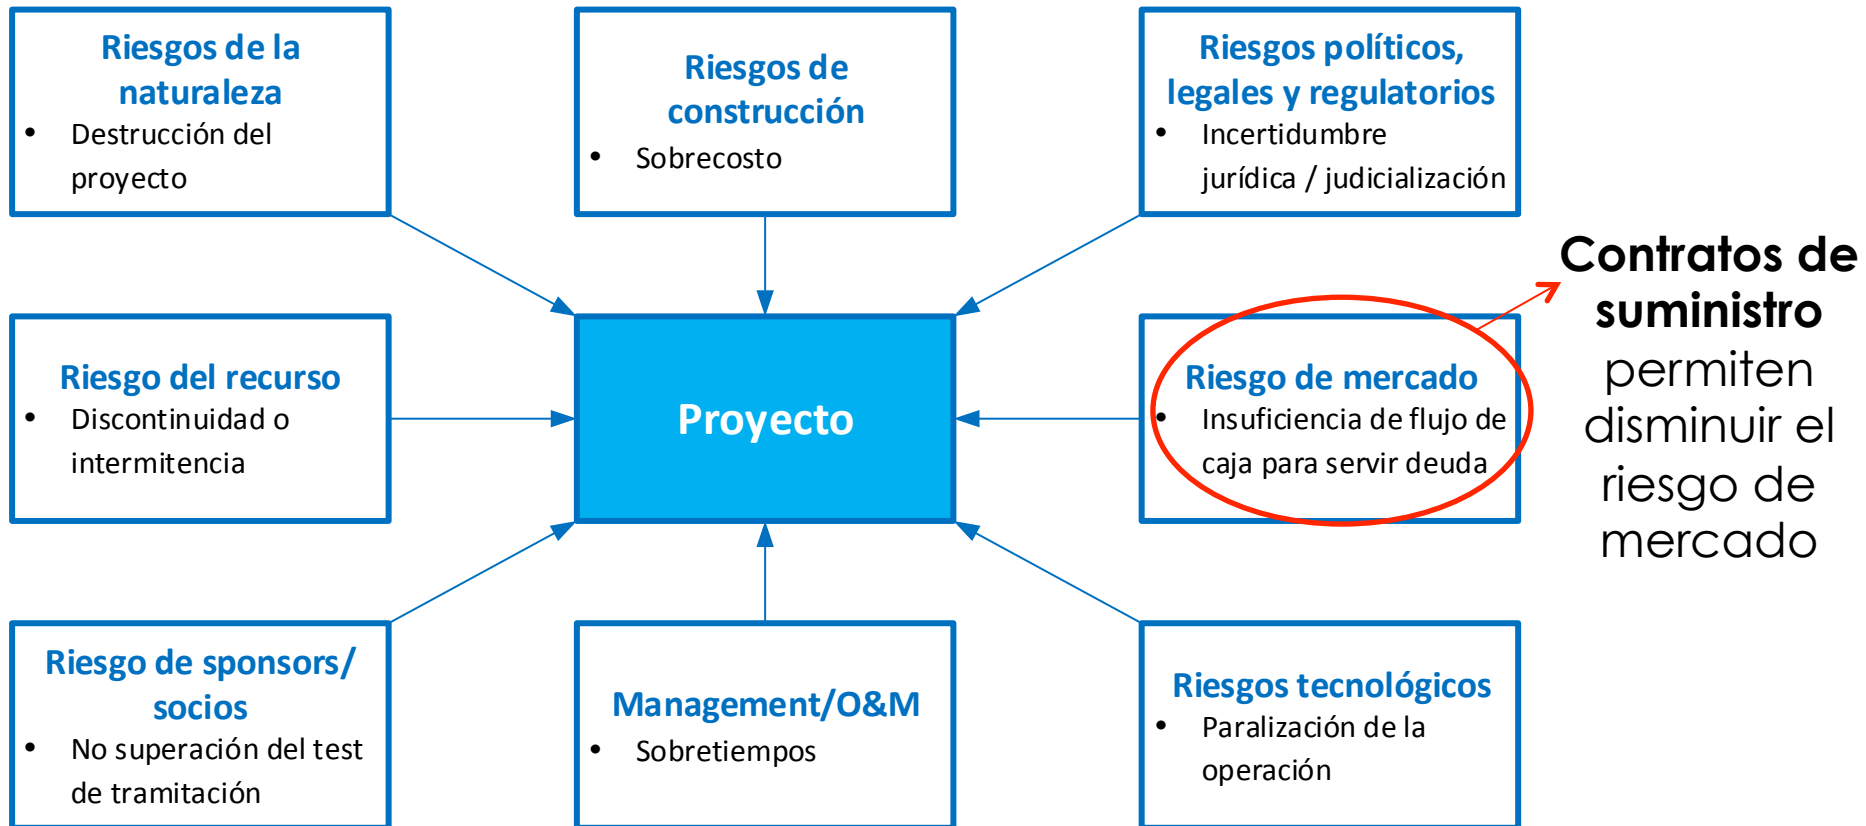 Riesgos de la
naturaleza
• Destrucción del
proyecto
Riesgos de
construcción
• Sobrecosto
Riesgos políticos,
legales y regulatorios
• Incertidumbre
jurídica / judicialización
Riesgo del recurso
• Discontinuidad o
intermitencia
Proyecto
Riesgo de mercado
• Insuficiencia de flujo de
caja para servir deuda
Contratos de
suministro
permiten
disminuir el
riesgo de
mercado
Riesgo de sponsors/
socios
• No superación del test
de tramitación
Management/O&M
• Sobretiempos
Riesgos tecnológicos
• Paralización de la
operación